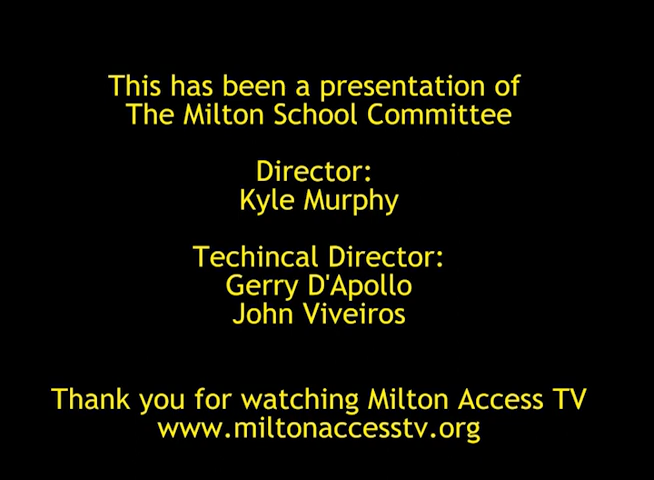 This has been a presentation of
The Milton School Committee
Director:
Kyle Murphy
Techincal Director:
Gerry D'Apollo
John Viveiros
Thank you for watching Milton Access TV
www.miltonaccesstv.org